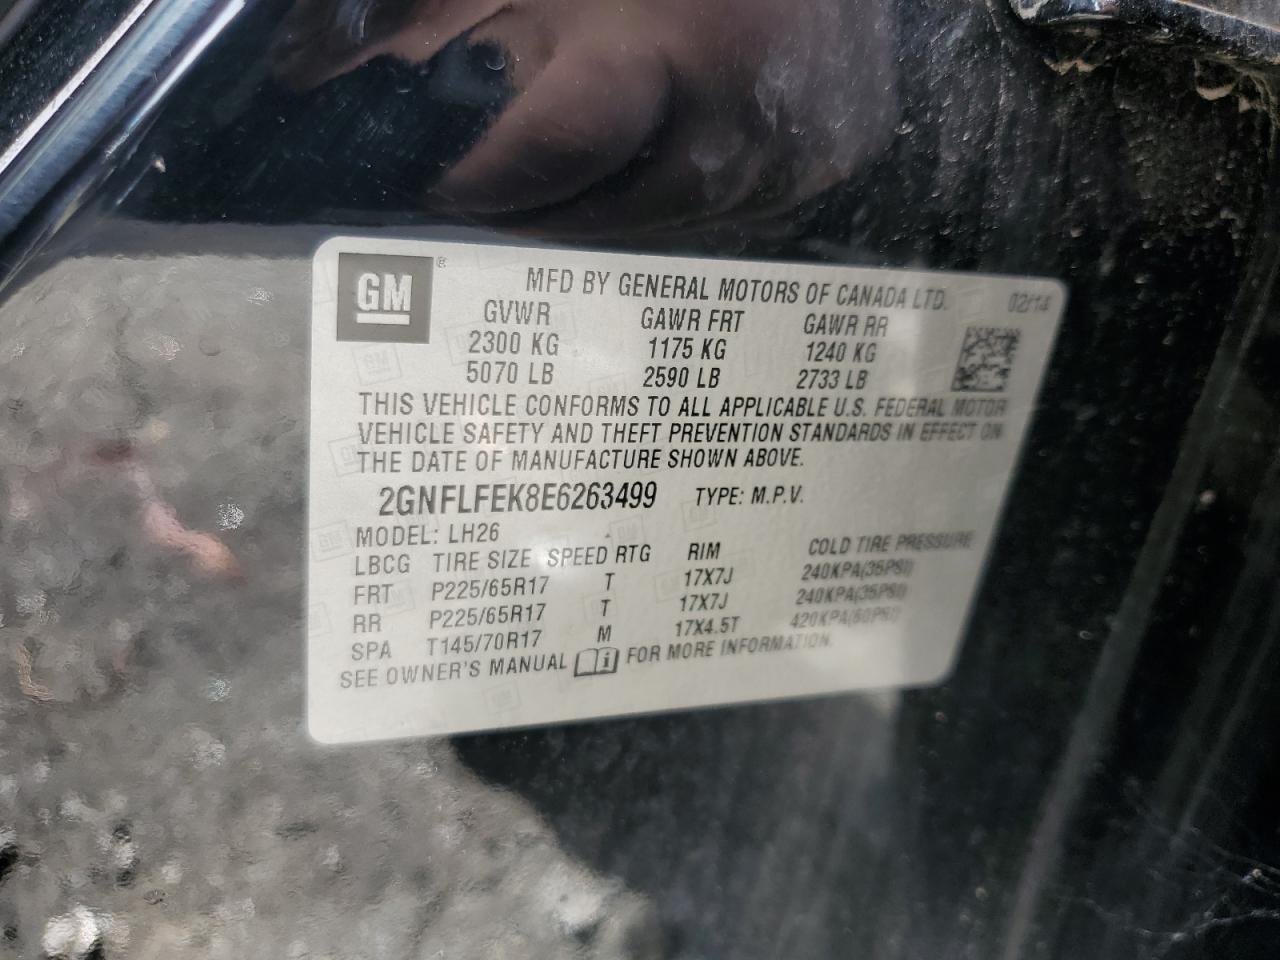 GM
MFD BY GENERAL MOTORS OF CANADA LTD. 02/14
GVWR GAWR FRT GAWR RR
2300 KG 1175 KG 1240 KG
5070 LB 2590 LB 2733 LB
THIS VEHICLE CONFORMS TO ALL APPLICABLE U.S. FEDERAL MOTOR
VEHICLE SAFETY AND THEFT PREVENTION STANDARDS IN EFFECT ON
THE DATE OF MANUFACTURE SHOWN ABOVE.
2GNFLFEK8E6263499 TYPE: M.P.V.
MODEL: LH26
LBCG TIRE SIZE SPEED RTG RIM COLD TIRE PRESSURE
FRT P225/65R17 T 17X7J 240KPA(35PSI)
RR P225/65R17 T 17X7J 240KPA(35PSI)
SPA T145/70R17 M 17X4.5T 420KPA(60PSI)
SEE OWNER'S MANUAL i FOR MORE INFORMATION.